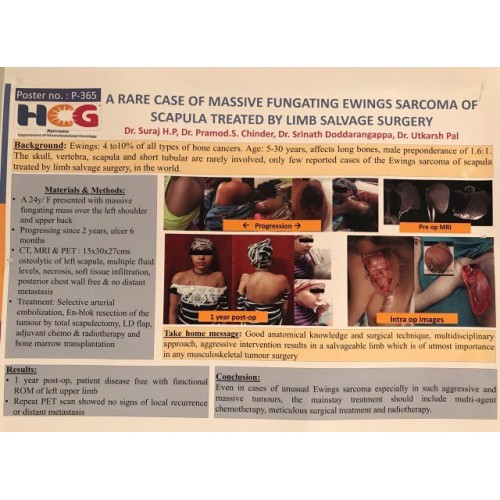 Poster no. : P-365
HCG
Department of Musculoskeletal Oncology
A RARE CASE OF MASSIVE FUNGATING EWINGS SARCOMA OF
SCAPULA TREATED BY LIMB SALVAGE SURGERY
Dr. Suraj H.P, Dr. Pramod.S. Chinder, Dr. Srinath Doddarangappa, Dr. Utkarsh Pal
Background: Ewings: 4 to10% of all types of bone cancers. Age: 5-30 years, affects long bones, male preponderance of 1.6:1.
The skull, vertebra, scapula and short tubular are rarely involved, only few reported cases of the Ewings sarcoma of scapula
treated by limb salvage surgery, in the world.
Materials & Methods:
• A 24y/ F presented with massive
fungating mass over the left shoulder
and upper back
• Progressing since 2 years, ulcer 6
months
• CT, MRI & PET : 15x30x27cms
osteolytic of left scapula, multiple fluid
levels, necrosis, soft tissue infiltration,
posterior chest wall free & no distant
metastasis
• Treatment: Selective arterial
embolization, En-block resection of the
tumour by total scapulectomy, LD flap,
adjuvant chemo & radiotherapy and
bone marrow transplantation
← Progression →
Pre op MRI
1 year post-op
Intra op images
Take home message: Good anatomical knowledge and surgical technique, multidisciplinary
approach, aggressive intervention results in a salvageable limb which is of utmost importance
in any musculoskeletal tumour surgery
Results:
• 1 year post-op, patient disease free with functional
ROM of left upper limb
• Repeat PET scan showed no signs of local recurrence
or distant metastasis
Conclusion:
Even in cases of unusual Ewings sarcoma especially in such aggressive and
massive tumours, the mainstay treatment should include multi-agent
chemotherapy, meticulous surgical treatment and radiotherapy.